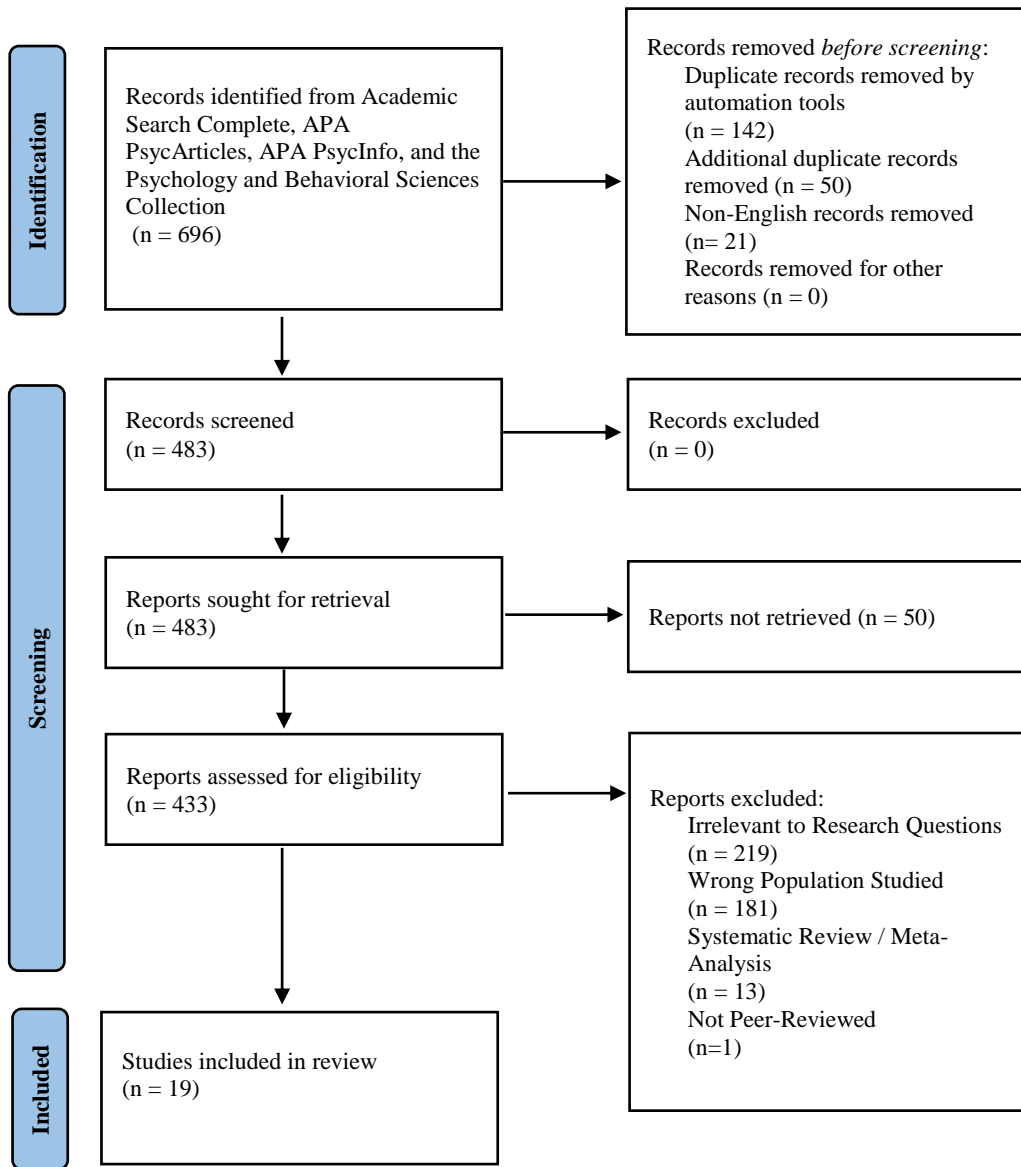 Identification
Records identified from Academic
Search Complete, APA
PsycArticles, APA PsycInfo, and the
Psychology and Behavioral Sciences
Collection
(n = 696)
Records removed before screening:
Duplicate records removed by
automation tools
(n = 142)
Additional duplicate records
removed (n = 50)
Non-English records removed
(n= 21)
Records removed for other
reasons (n = 0)
Screening
Records screened
(n = 483)
Records excluded
(n = 0)
Reports sought for retrieval
(n = 483)
Reports not retrieved (n = 50)
Reports assessed for eligibility
(n = 433)
Reports excluded:
Irrelevant to Research Questions
(n = 219)
Wrong Population Studied
(n = 181)
Systematic Review / Meta-
Analysis
(n = 13)
Not Peer-Reviewed
(n=1)
Included
Studies included in review
(n = 19)